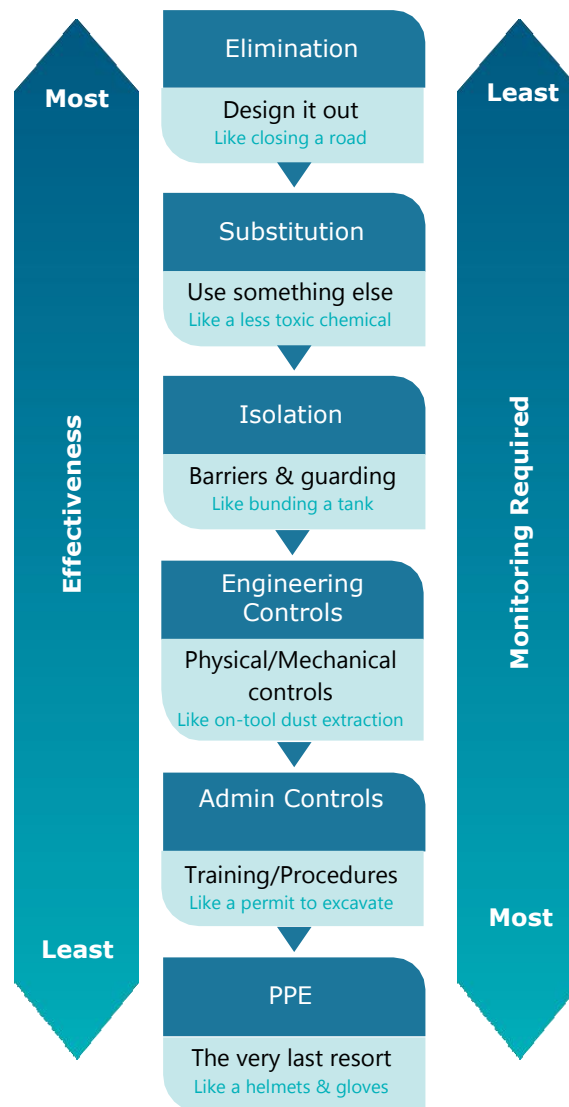 Most
Effectiveness
Least
Elimination
Design it out
Like closing a road
Substitution
Use something else
Like a less toxic chemical
Isolation
Barriers & guarding
Like bunding a tank
Engineering
Controls
Physical/Mechanical
controls
Like on-tool dust extraction
Admin Controls
Training/Procedures
Like a permit to excavate
PPE
The very last resort
Like a helmets & gloves
Least
Monitoring Required
Most